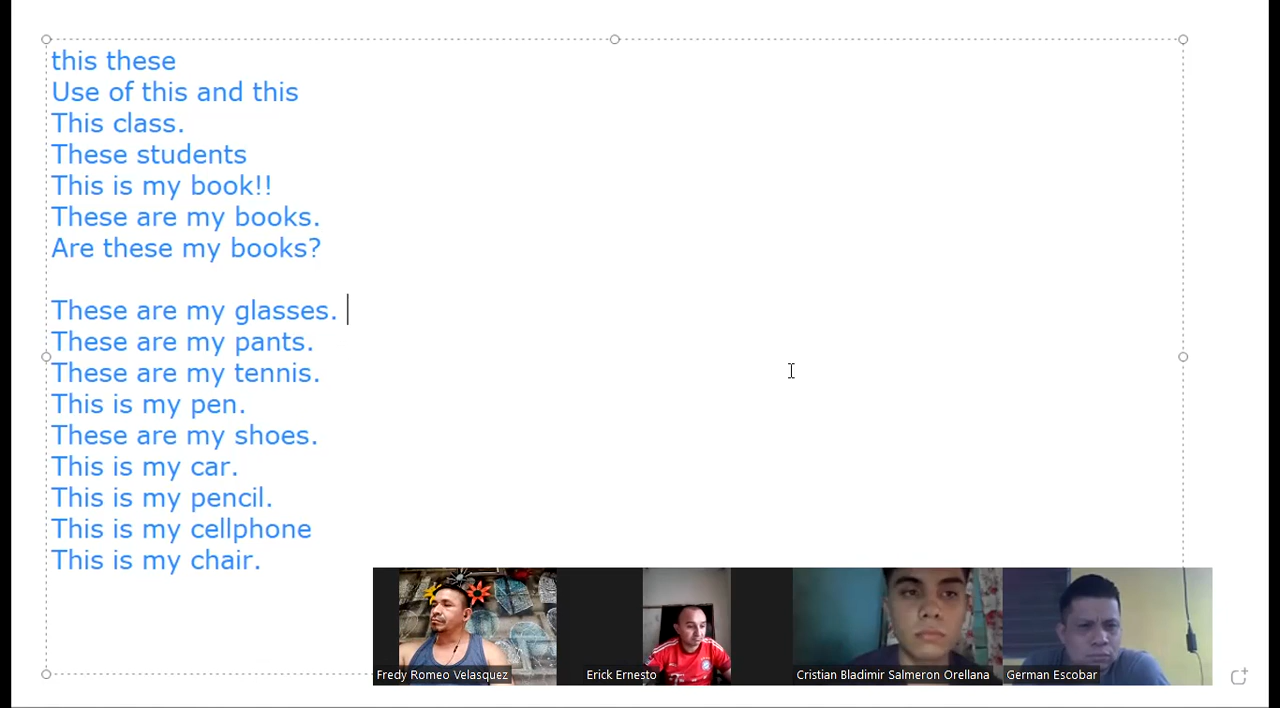 this these
Use of this and this
This class.
These students
This is my book!!
These are my books.
Are these my books?
These are my glasses.
These are my pants.
These are my tennis.
This is my pen.
These are my shoes.
This is my car.
This is my pencil.
This is my cellphone
This is my chair.
Fredy Romeo Velasquez
Erick Ernesto
Cristian Bladimir Salmeron Orellana
German Escobar